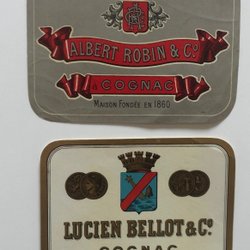 ALBERT ROBIN & Cº
à COGNAC
MAISON FONDÉE EN 1860
LUCIEN BELLOT & Cº
COGNAC